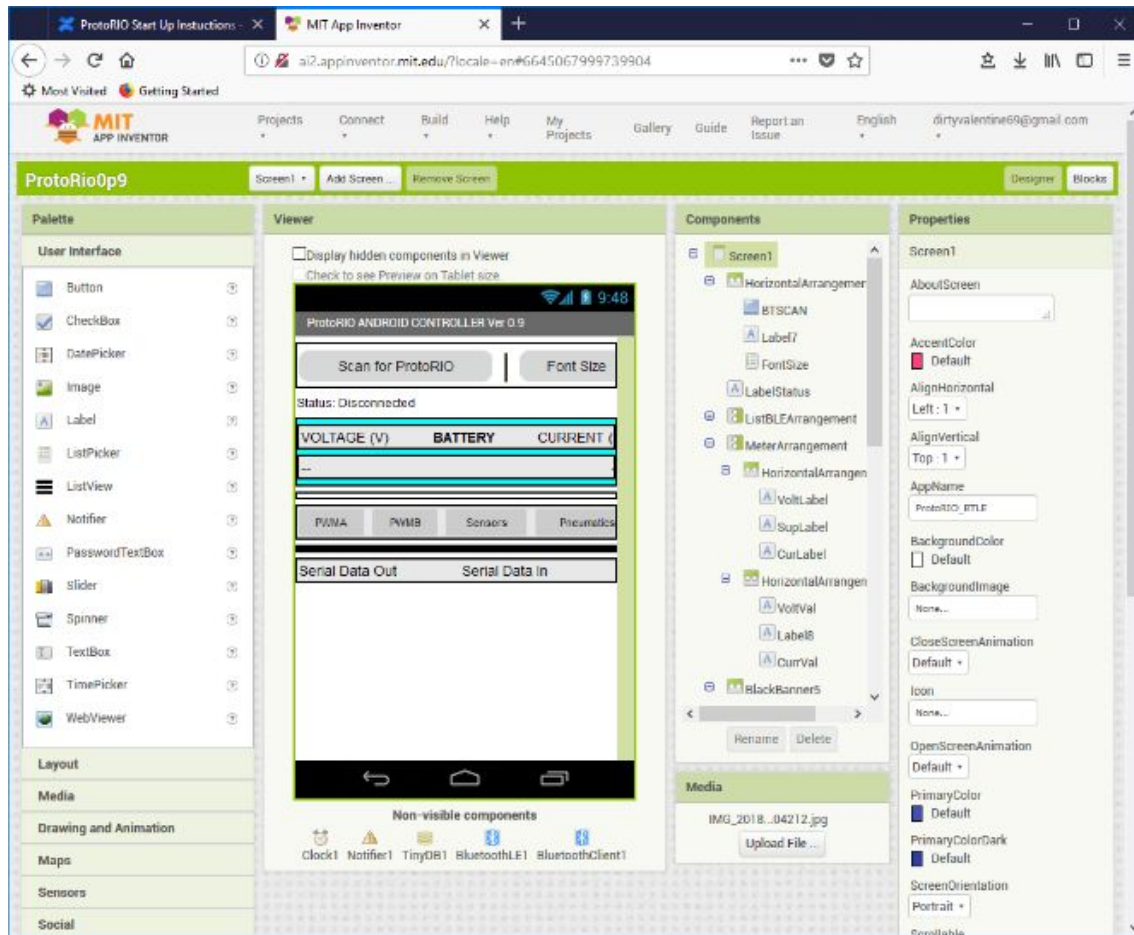 ProtoRIO Start Up Instuctions -
MIT App Inventor
ai2.appinventor.mit.edu/?locale=en#6645067999739904
Most Visited Getting Started
MIT
APP INVENTOR
Projects Connect Build Help My Projects Gallery Guide Report an Issue English dirtyvalentine69@gmail.com
ProtoRio0p9
Screen1 Add Screen ... Remove Screen Designer Blocks
Palette
User Interface
Button
CheckBox
DatePicker
Image
Label
ListPicker
ListView
Notifier
PasswordTextBox
Slider
Spinner
TextBox
TimePicker
WebViewer
Layout
Media
Drawing and Animation
Maps
Sensors
Social
Viewer
Display hidden components in Viewer
Check to see Preview on Tablet size.
9:48
ProtoRIO ANDROID CONTROLLER Ver 0.9
Scan for ProtoRIO Font Size
Status: Disconnected
VOLTAGE (V) BATTERY CURRENT (
--
PWMA PWMB Sensors Pneumatics
Serial Data Out Serial Data In
Non-visible components
Clock1 Notifier1 TinyDB1 BluetoothLE1 BluetoothClient1
Components
Screen1
HorizontalArrangemer
BTSCAN
Label7
FontSize
LabelStatus
ListBLEArrangement
MeterArrangement
HorizontalArrangen
VoltLabel
SupLabel
CurLabel
HorizontalArrangen
VoltVal
Label8
CurrVal
BlackBanner5
Rename Delete
Media
IMG_2018...04212.jpg
Upload File ...
Properties
Screen1
AboutScreen
AccentColor
Default
AlignHorizontal
Left : 1
AlignVertical
Top : 1
AppName
ProtoRIO_BTLE
BackgroundColor
Default
BackgroundImage
None...
CloseScreenAnimation
Default
Icon
None...
OpenScreenAnimation
Default
PrimaryColor
Default
PrimaryColorDark
Default
ScreenOrientation
Portrait
Scrollable